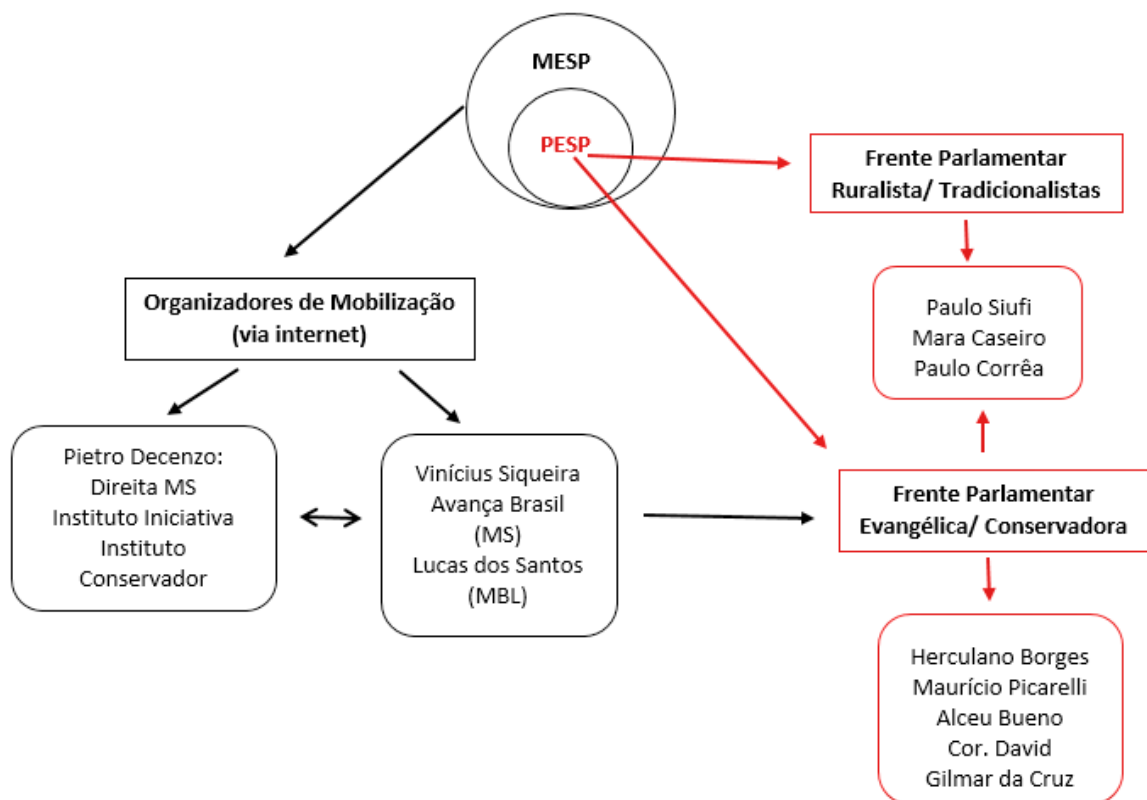 MESP
PESP
Frente Parlamentar
Ruralista/ Tradicionalistas
Paulo Siufi
Mara Caseiro
Paulo Corrêa
Organizadores de Mobilização
(via internet)
Pietro Decenzo:
Direita MS
Instituto Iniciativa
Instituto
Conservador
Vinícius Siqueira
Avança Brasil
(MS)
Lucas dos Santos
(MBL)
Frente Parlamentar
Evangélica/ Conservadora
Herculano Borges
Maurício Picarelli
Alceu Bueno
Cor. David
Gilmar da Cruz